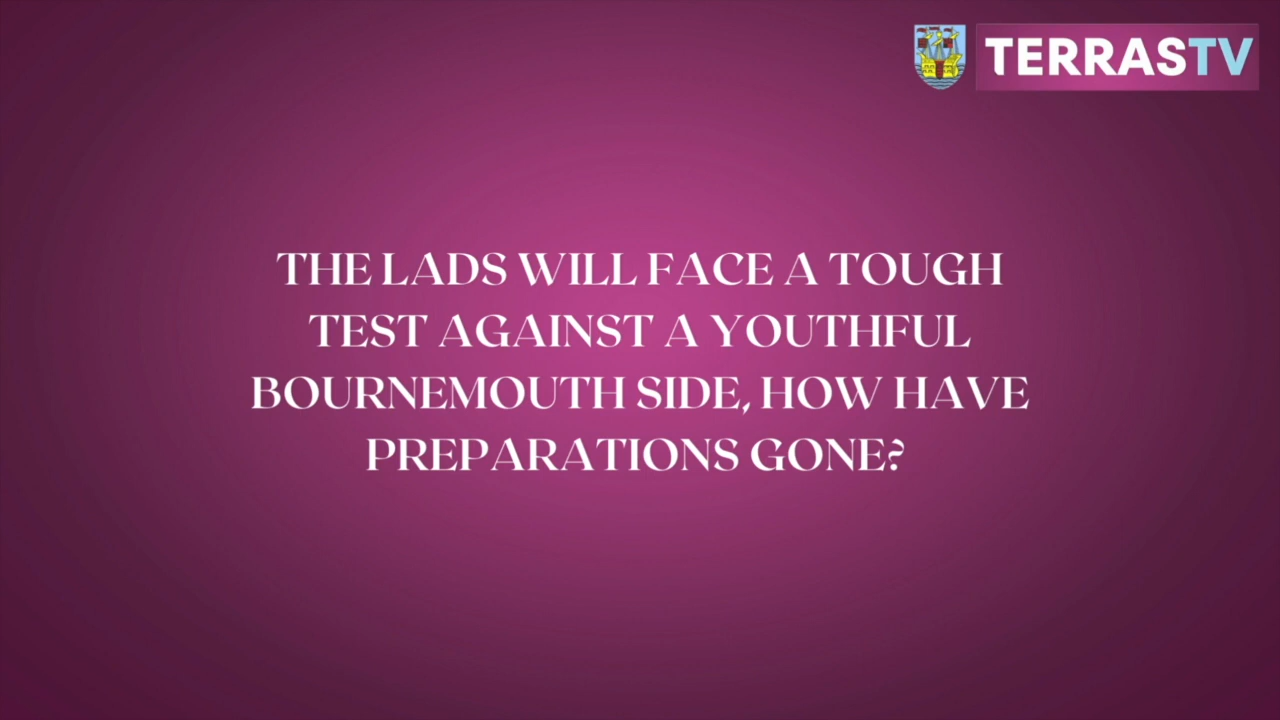 TERRASTV
THE LADS WILL FACE A TOUGH
TEST AGAINST A YOUTHFUL
BOURNEMOUTH SIDE, HOW HAVE
PREPARATIONS GONE?